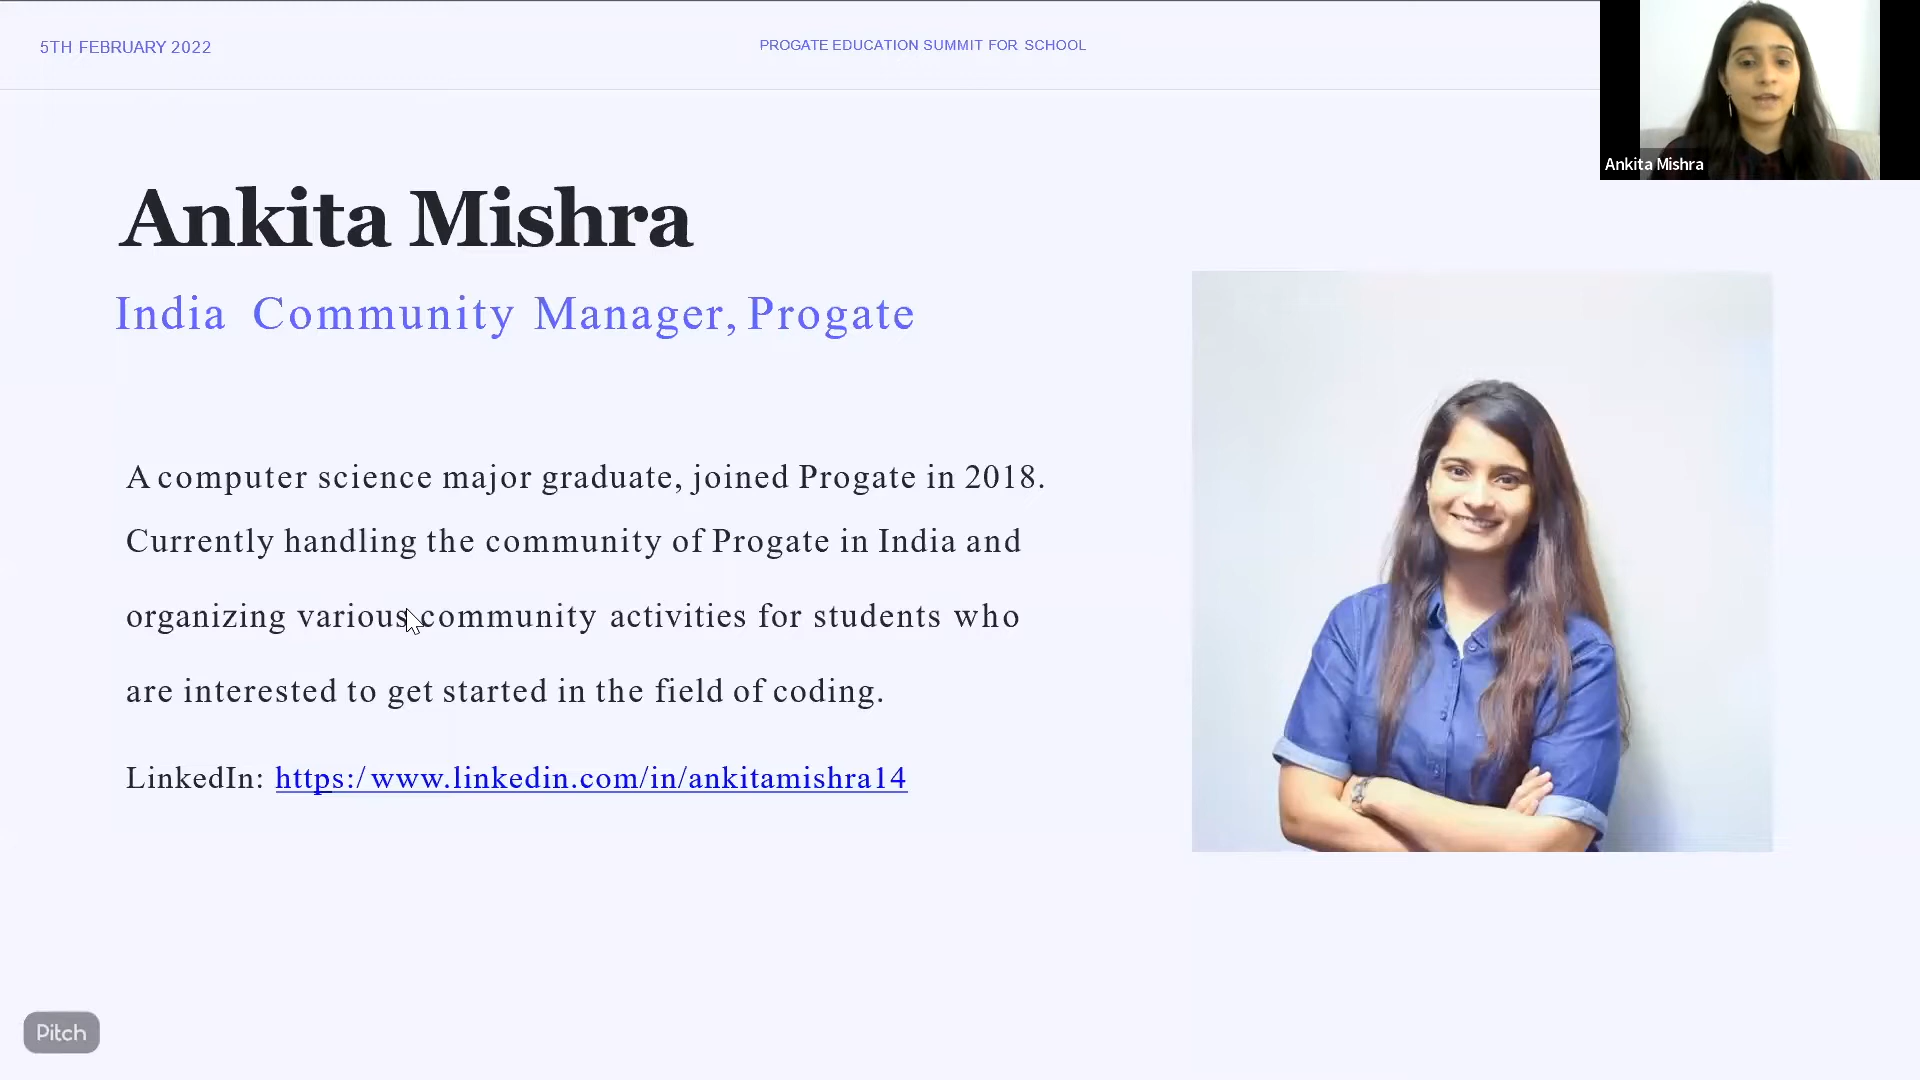 5TH FEBRUARY 2022
PROGATE EDUCATION SUMMIT FOR SCHOOL
Ankita Mishra
Ankita Mishra
India Community Manager, Progate
A computer science major graduate, joined Progate in 2018.
Currently handling the community of Progate in India and
organizing various community activities for students who
are interested to get started in the field of coding.
LinkedIn: https:/www.linkedin.com/in/ankitamishra14
Pitch